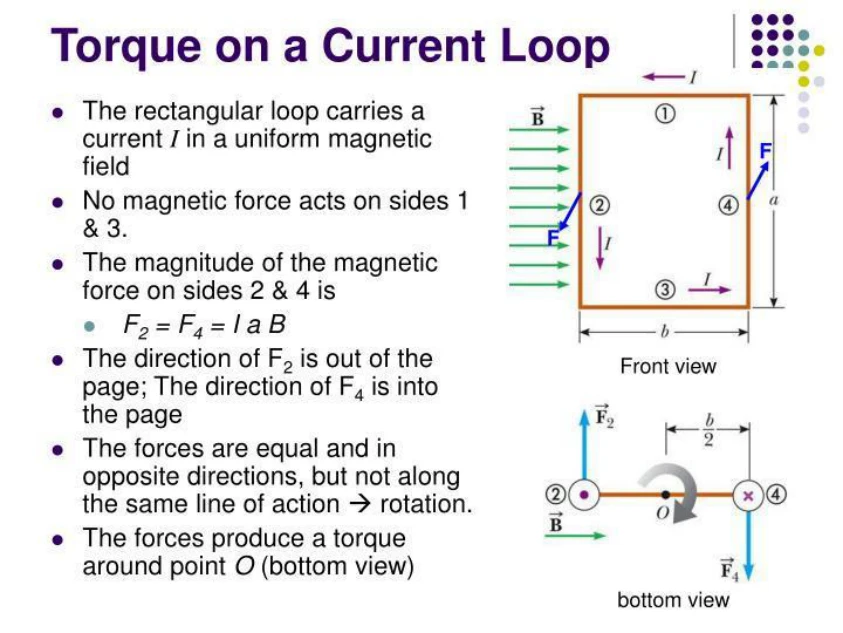 Torque on a Current Loop
● The rectangular loop carries a
current I in a uniform magnetic
field
● No magnetic force acts on sides 1
& 3.
● The magnitude of the magnetic
force on sides 2 & 4 is
● F₂ = F₄ = I a B
● The direction of F₂ is out of the
page; The direction of F₄ is into
the page
● The forces are equal and in
opposite directions, but not along
the same line of action → rotation.
● The forces produce a torque
around point O (bottom view)
I
B⃗
①
I
F
②
④
a
F
I
③
I
b
Front view
F⃗₂
b/2
②
④
O
B⃗
F⃗₄
bottom view